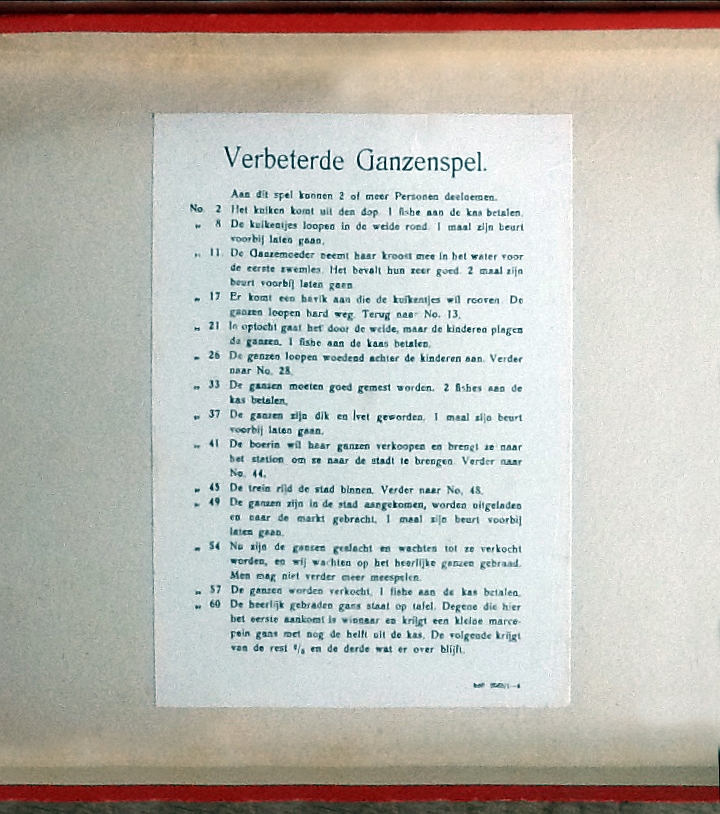 Verbeterde Ganzenspel.
Aan dit spel kunnen 2 of meer Personen deelnemen.
No. 2 Het kuiken komt uit den dop. 1 fishe aan de kas betalen.
„ 8 De kuikentjes loopen in de weide rond. 1 maal zijn beurt
voorbij laten gaan.
„ 11 De Ganzemoeder neemt haar kroost mee in het water voor
de eerste zwemles. Het bevalt hun zeer goed. 2 maal zijn
beurt voorbij laten gaan
„ 17 Er komt een havik aan die de kuikentjes wil rooven. De
ganzen loopen hard weg. Terug naar No. 13.
„ 21 In optocht gaat het door de weide, maar de kinderen plagen
de ganzen. 1 fishe aan de kaas betalen.
„ 26 De ganzen loopen woedend achter de kinderen aan. Verder
naar No. 28.
„ 33 De ganzen moeten goed gemest worden. 2 fishes aan de
kas betalen.
„ 37 De ganzen zijn dik en vet geworden. 1 maal zijn beurt
voorbij laten gaan.
„ 41 De boerin wil haar ganzen verkoopen en brengt ze naar
het station om ze naar de stadt te brengen. Verder naar
No. 44.
„ 45 De trein rijd de stad binnen. Verder naar No. 48.
„ 49 De ganzen zijn in de stad aangekomen, worden uitgeladen
en naar de markt gebracht. 1 maal zijn beurt voorbij
laten gaan.
„ 54 Nu zijn de ganzen geslacht en wachten tot ze verkocht
worden, en wij wachten op het heerlijke ganzen gebraad.
Men mag niet verder meer meespelen.
„ 57 De ganzen worden verkocht. 1 fishe aan de kas betalen.
„ 60 De heerlijk gebraden gans staat op tafel. Degene die hier
het eerste aankomt is winnaar en krijgt een kleine marce-
pein gans met nog de helft uit de kas. De volgende krijgt
van de rest en de derde wat er over blijft.